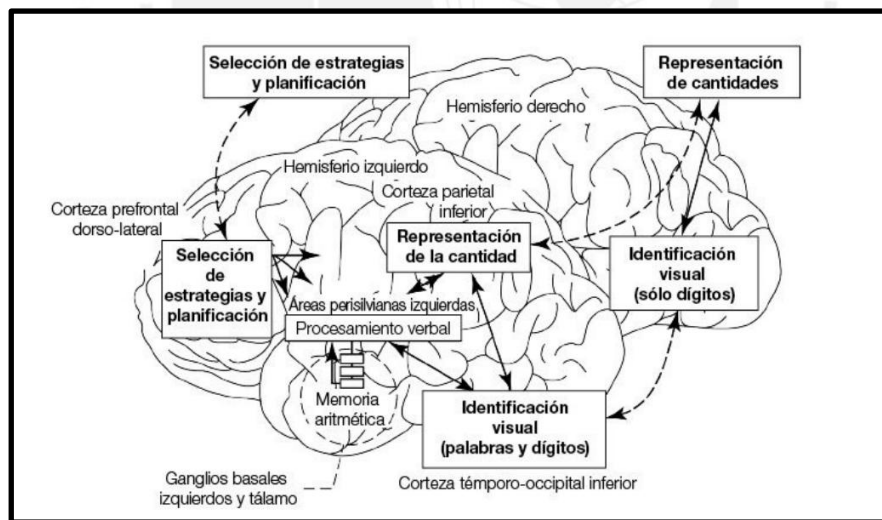 Selección de estrategias
y planificación
Representación
de cantidades
Hemisferio derecho
Hemisferio izquierdo
Corteza parietal
inferior
Corteza prefrontal
dorso-lateral
Selección
de
estrategias y
planificación
Representación
de la cantidad
Identificación
visual
(sólo dígitos)
Áreas perisilvianas izquierdas
Procesamiento verbal
Memoria
aritmética
Identificación
visual
(palabras y dígitos)
Ganglios basales
izquierdos y tálamo
Corteza témporo-occipital inferior